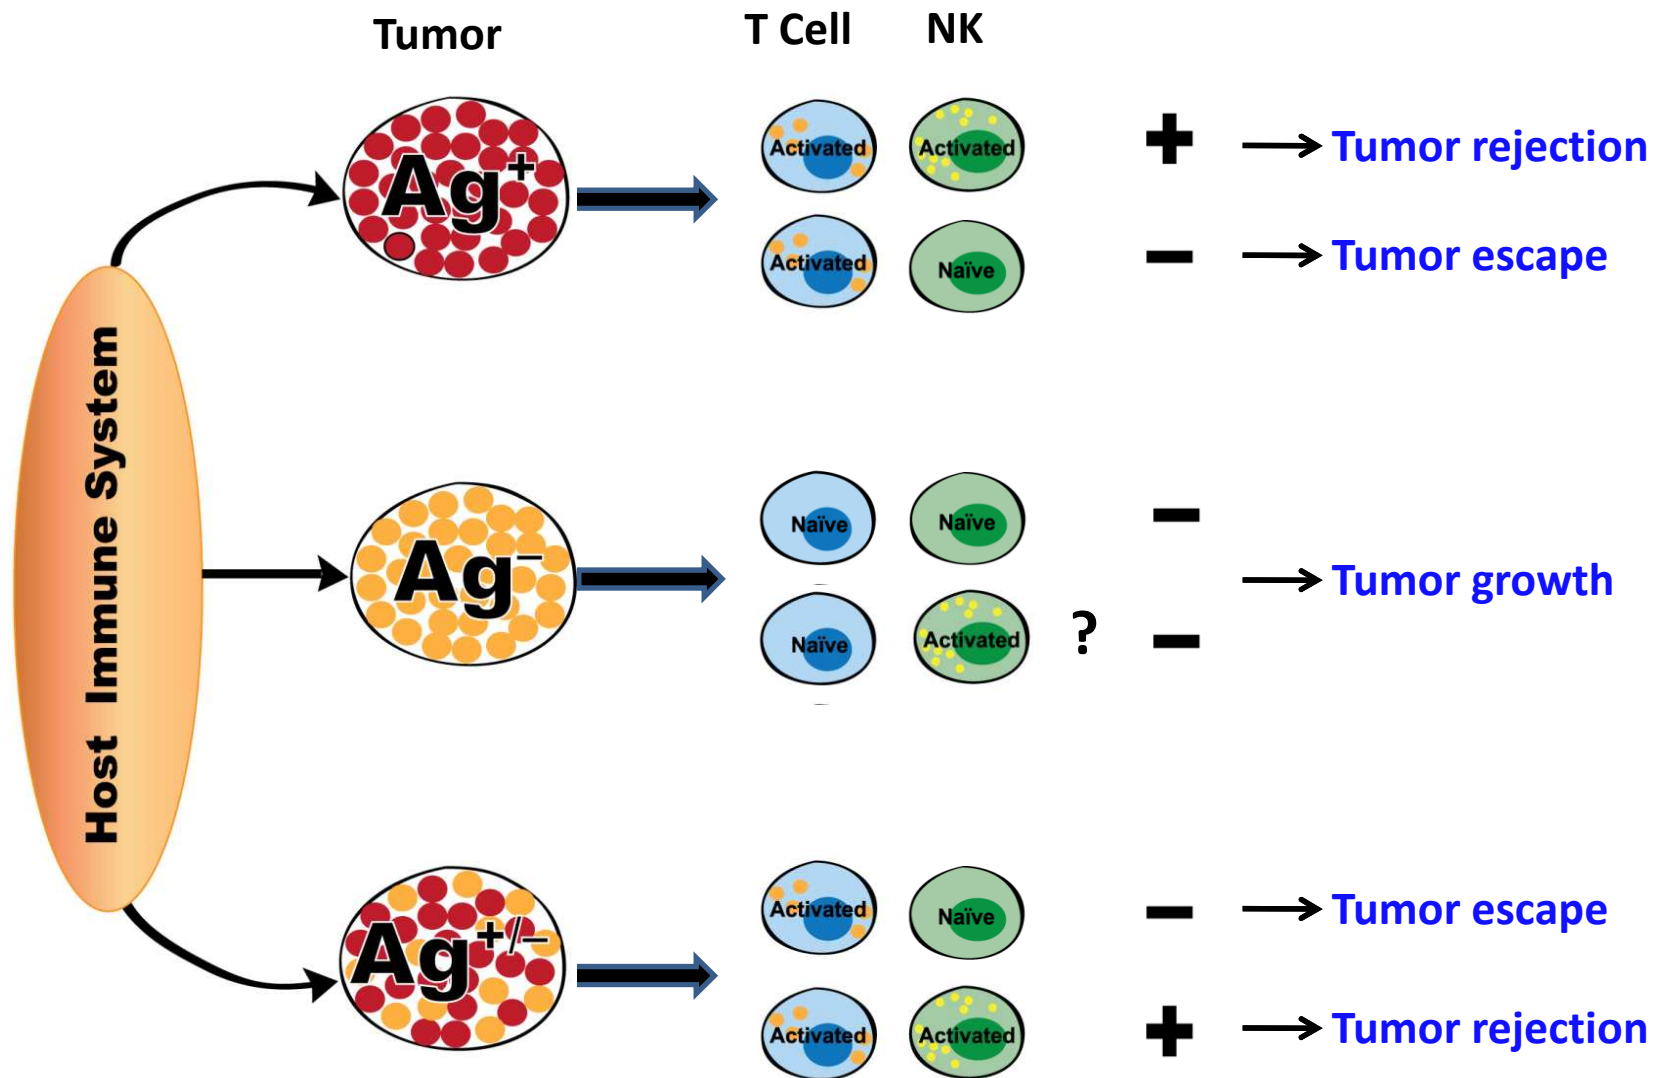 Tumor
T Cell NK
Host Immune System
Ag+
Activated Activated + → Tumor rejection
Activated Naïve − → Tumor escape
Ag−
Naïve Naïve −
→ Tumor growth
Naïve Activated ? −
Ag+/−
Activated Naïve − → Tumor escape
Activated Activated + → Tumor rejection